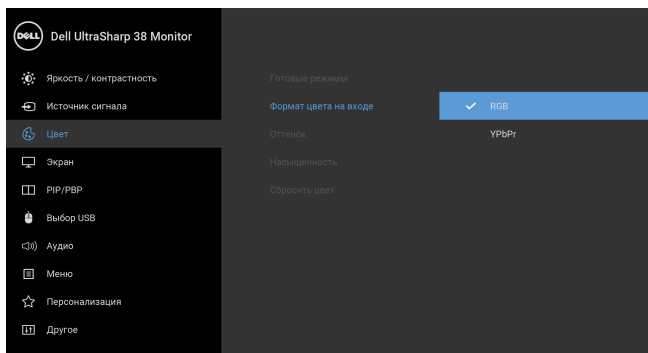 DELL
Dell UltraSharp 38 Monitor
Яркость / контрастность
Источник сигнала
Цвет
Экран
PIP/PBP
Выбор USB
Аудио
Меню
Персонализация
Другое
Готовые режимы
Формат цвета на входе
Оттенок
Насыщенность
Сбросить цвет
RGB
YPbPr